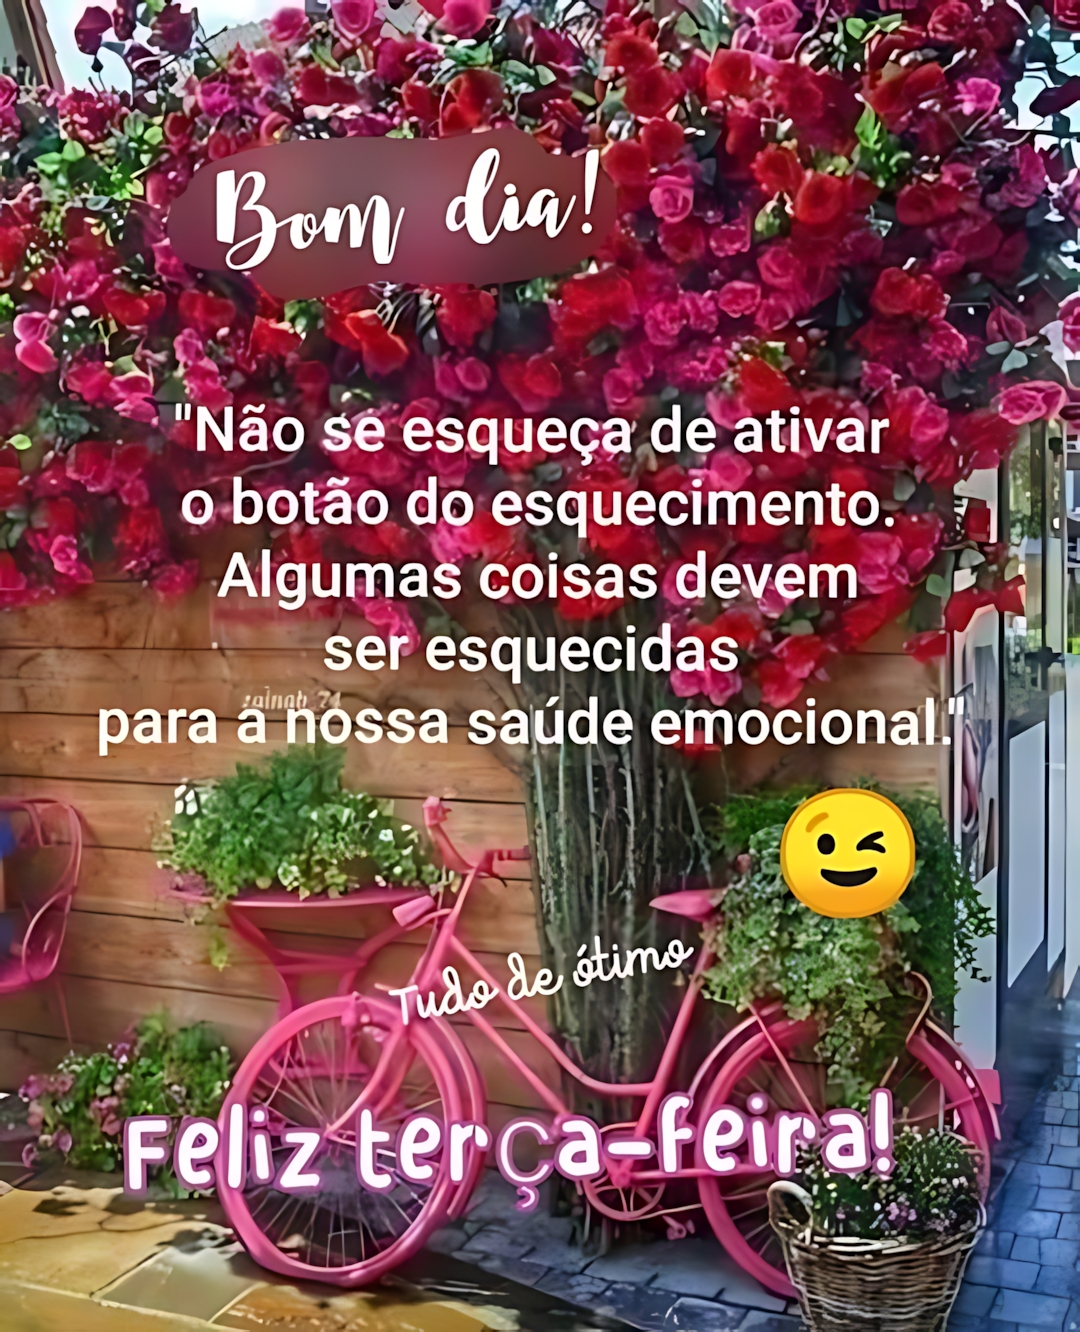 Bom dia!
"Não se esqueça de ativar
o botão do esquecimento.
Algumas coisas devem
ser esquecidas
para a nossa saúde emocional."
Tudo de ótimo
Feliz terça-feira!